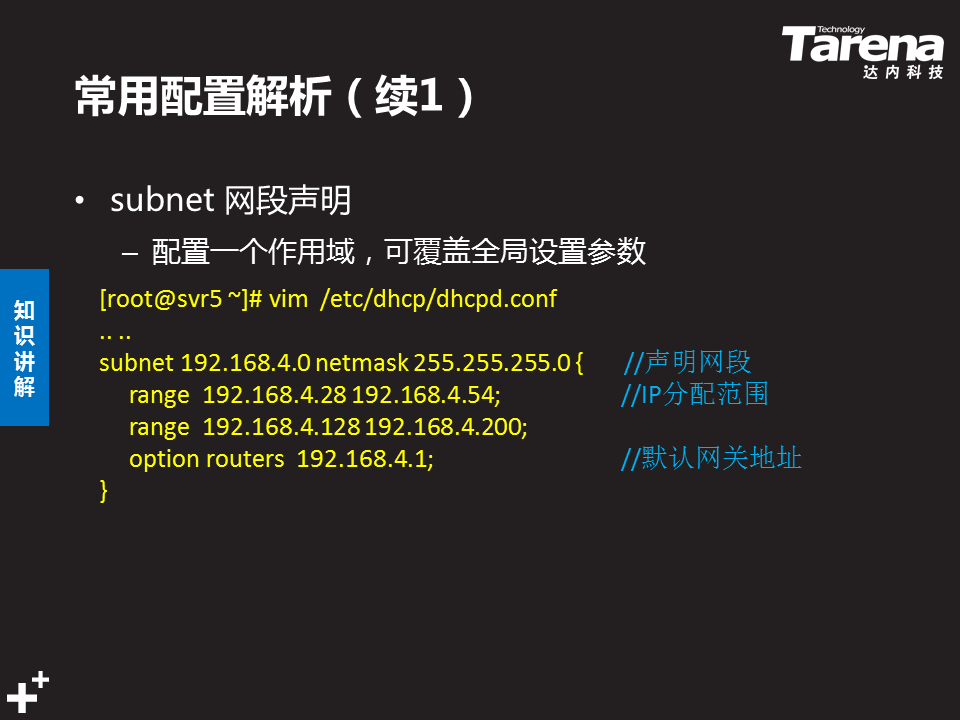 Technology
Tarena
达内科技
常用配置解析（续1）
• subnet 网段声明
– 配置一个作用域，可覆盖全局设置参数
知识讲解
[root@svr5 ~]# vim /etc/dhcp/dhcpd.conf
.. ..
subnet 192.168.4.0 netmask 255.255.255.0 { //声明网段
range 192.168.4.28 192.168.4.54; //IP分配范围
range 192.168.4.128 192.168.4.200;
option routers 192.168.4.1; //默认网关地址
}